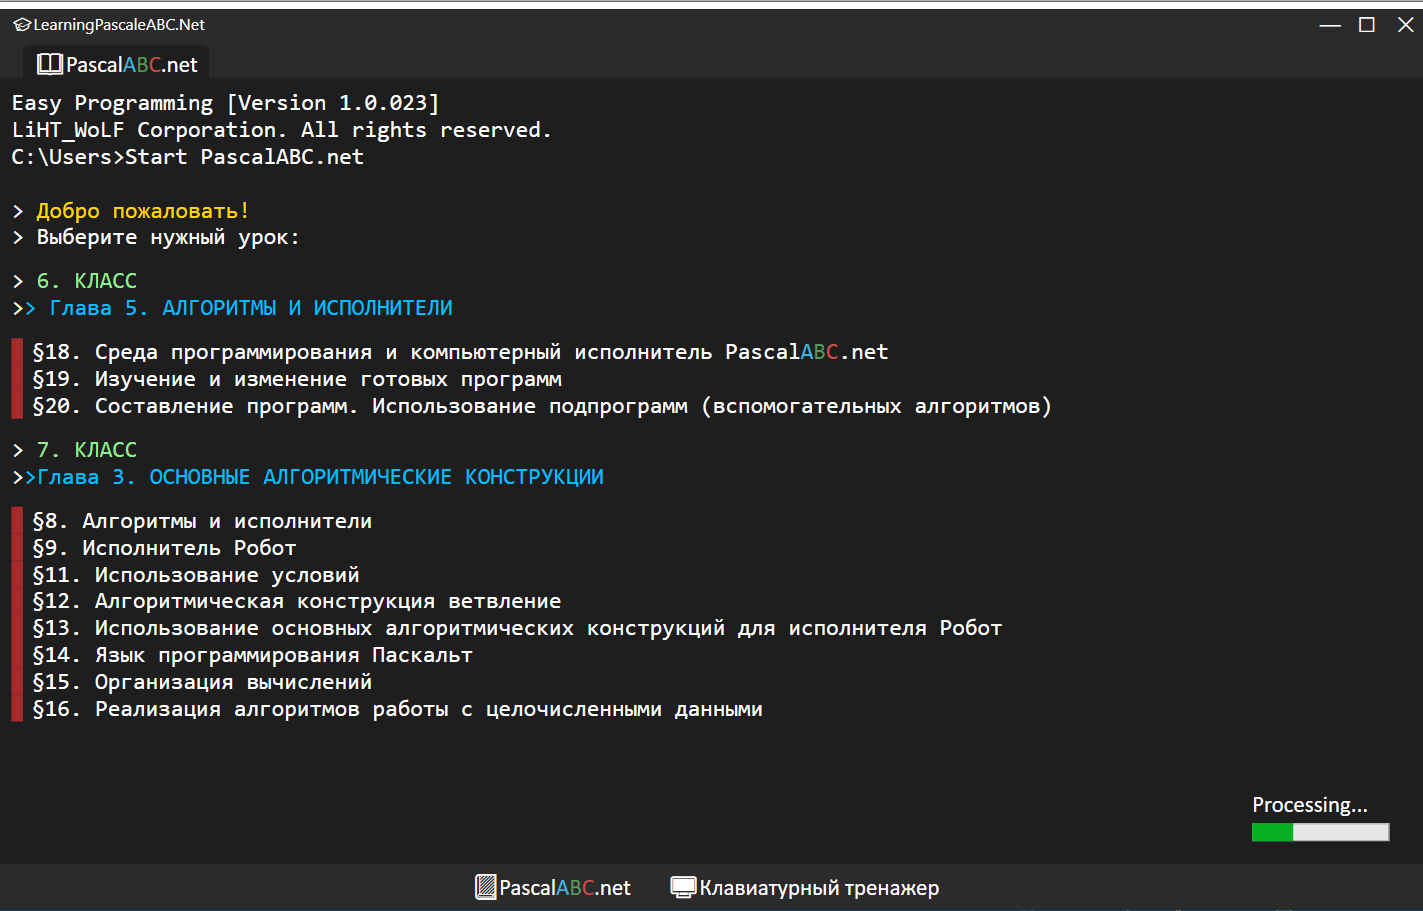 LearningPascaleABC.Net
PascalABC.net
Easy Programming [Version 1.0.023]
LiHT_WoLF Corporation. All rights reserved.
C:\Users>Start PascalABC.net
> Добро пожаловать!
> Выберите нужный урок:
> 6. КЛАСС
>> Глава 5. АЛГОРИТМЫ И ИСПОЛНИТЕЛИ
§18. Среда программирования и компьютерный исполнитель PascalABC.net
§19. Изучение и изменение готовых программ
§20. Составление программ. Использование подпрограмм (вспомогательных алгоритмов)
> 7. КЛАСС
>>Глава 3. ОСНОВНЫЕ АЛГОРИТМИЧЕСКИЕ КОНСТРУКЦИИ
§8. Алгоритмы и исполнители
§9. Исполнитель Робот
§11. Использование условий
§12. Алгоритмическая конструкция ветвление
§13. Использование основных алгоритмических конструкций для исполнителя Робот
§14. Язык программирования Паскальт
§15. Организация вычислений
§16. Реализация алгоритмов работы с целочисленными данными
Processing...
PascalABC.net
Клавиатурный тренажер